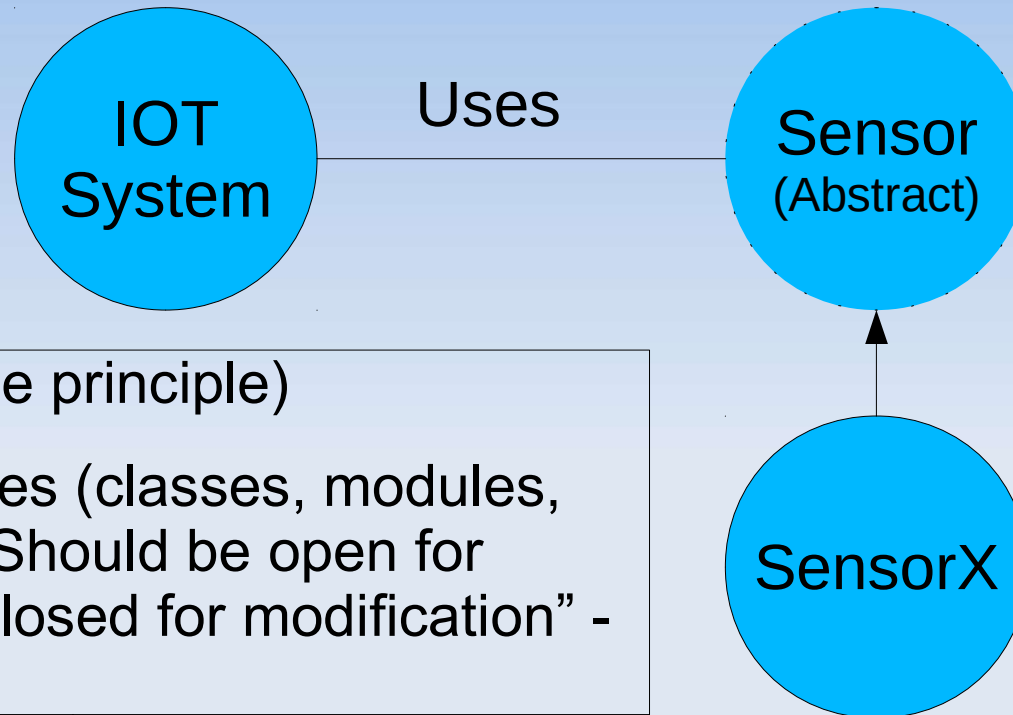 IOT
System
Uses
Sensor
(Abstract)
e principle)
es (classes, modules,
Should be open for
losed for modification” -
SensorX